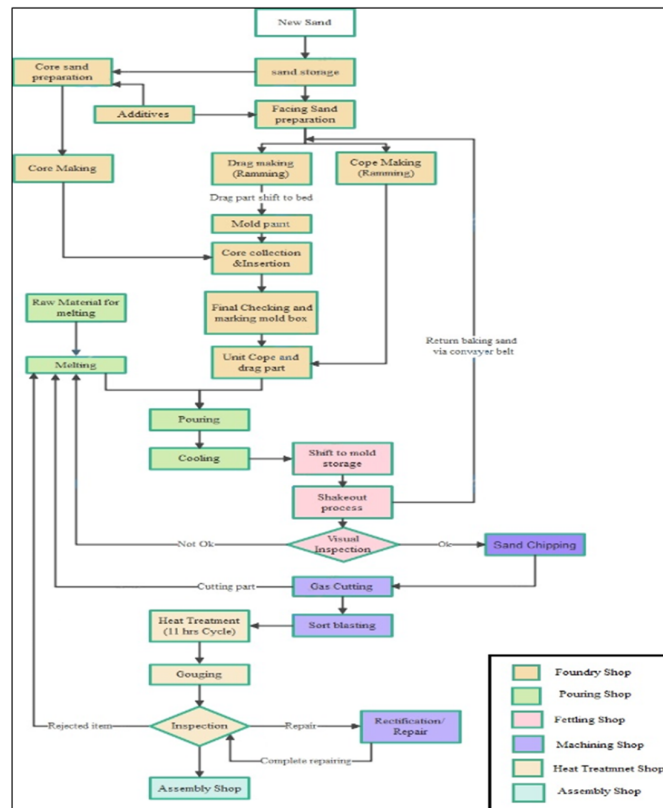 New Sand
Core sand
preparation
sand storage
Additives
Facing Sand
preparation
Core Making
Drag making
(Ramming)
Cope Making
(Ramming)
Drag part shift to bed
Mold paint
Core collection
&Insertion
Raw Material for
melting
Final Checking and
marking mold box
Return baking sand
via convayer belt
Melting
Unit Cope and
drag part
Pouring
Cooling
Shift to mold
storage
Shakeout
process
Not Ok
Visual
Inspection
Ok
Sand Chipping
Cutting part
Gas Cutting
Heat Treatment
(11 hrs Cycle)
Sort blasting
Gouging
Rejected item
Inspection
Repair
Rectification/
Repair
Complete repairing
Assembly Shop
Foundry Shop
Pouring Shop
Fettling Shop
Machining Shop
Heat Treatmnet Shop
Assembly Shop